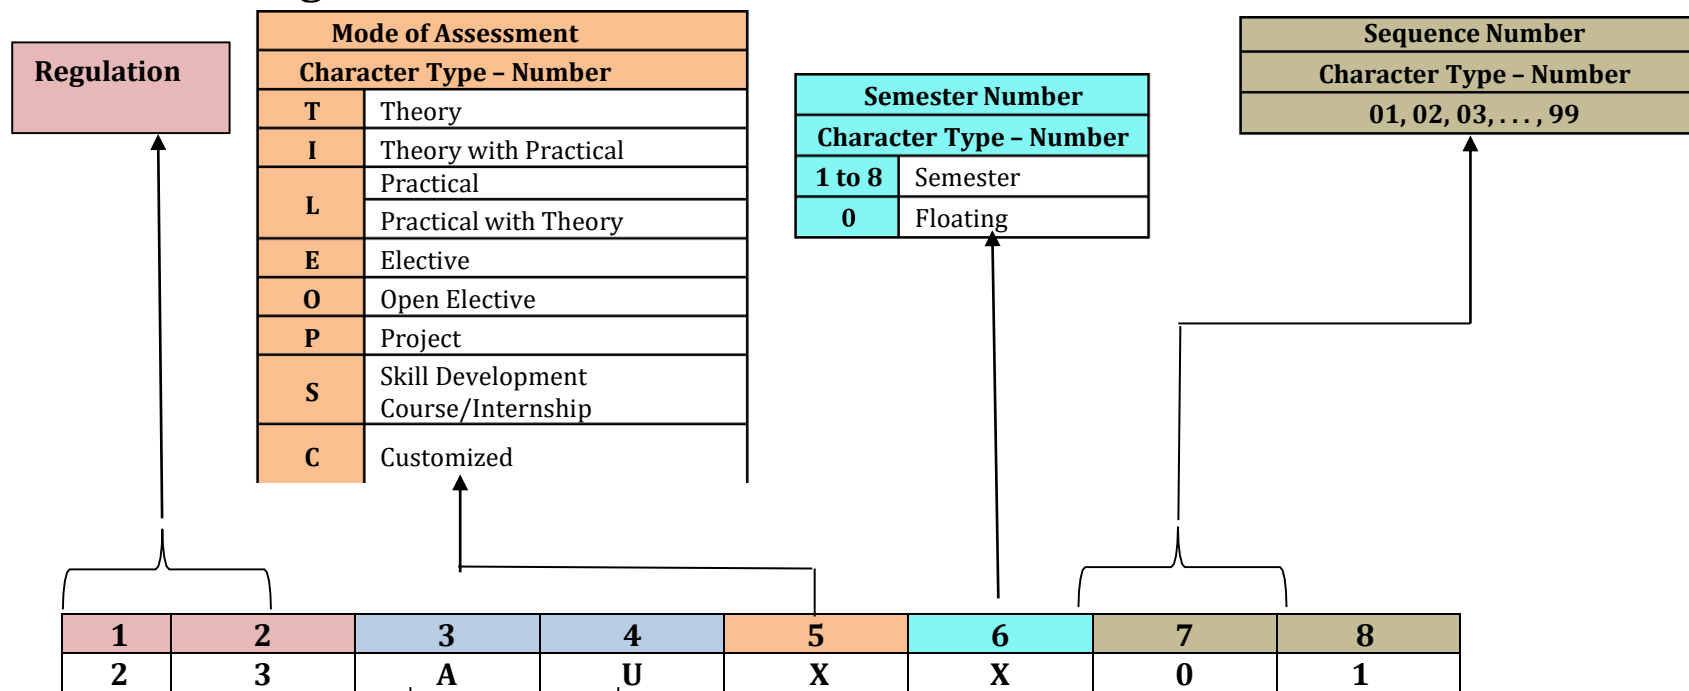 Regulation
Mode of Assessment
Character Type – Number
T Theory
I Theory with Practical
L Practical
Practical with Theory
E Elective
O Open Elective
P Project
S Skill Development
Course/Internship
C Customized
Semester Number
Character Type – Number
1 to 8 Semester
0 Floating
Sequence Number
Character Type – Number
01, 02, 03, . . . , 99
1 2 3 4 5 6 7 8
2 3 A U X X 0 1